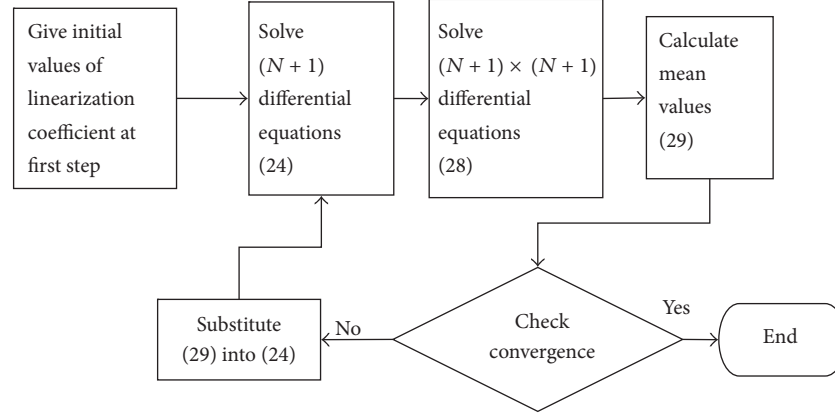 Give initial
values of
linearization
coefficient at
first step
Solve
(N + 1)
differential
equations
(24)
Solve
(N + 1) × (N + 1)
differential
equations
(28)
Calculate
mean
values
(29)
Check
convergence
Yes
End
No
Substitute
(29) into (24)